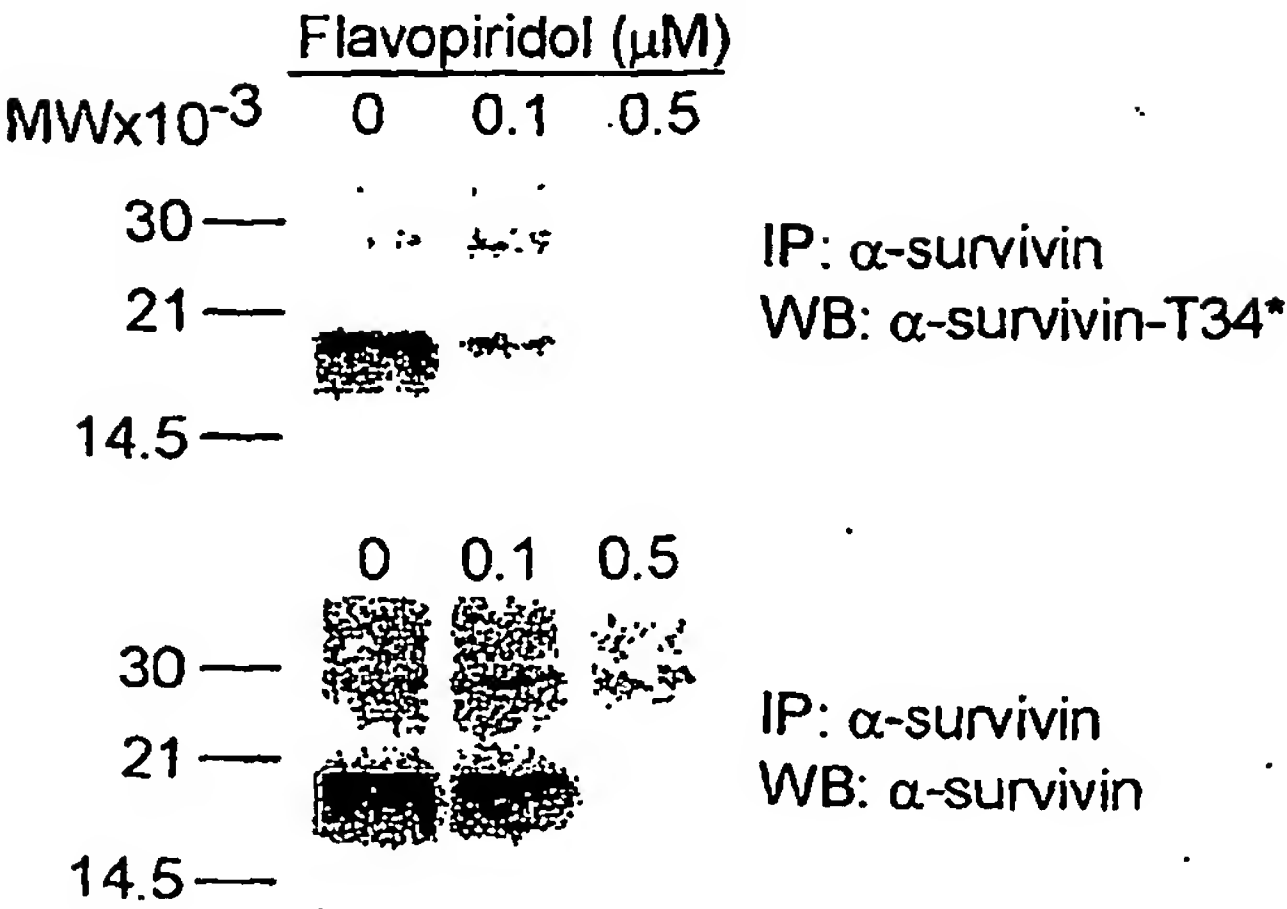 Flavopiridol (μM)
MWx10-3 0 0.1 0.5
30
21
14.5
IP: α-survivin
WB: α-survivin-T34*
0 0.1 0.5
30
21
14.5
IP: α-survivin
WB: α-survivin